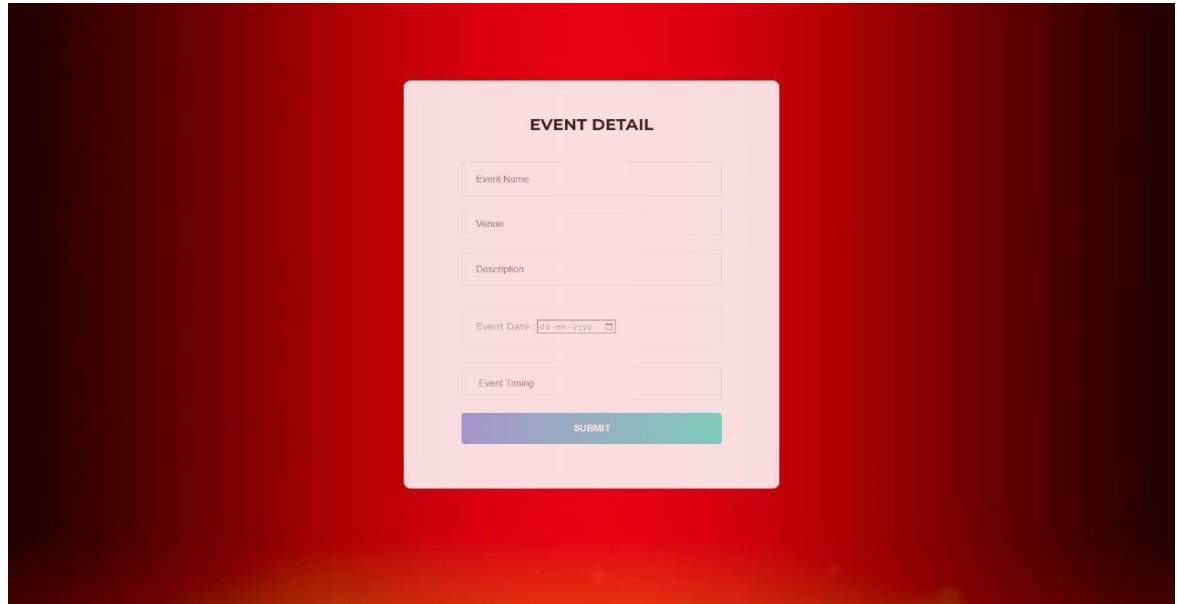 EVENT DETAIL
Event Name
Venue
Description
Event Date : dd-mm-yyyy
Event Timing
SUBMIT